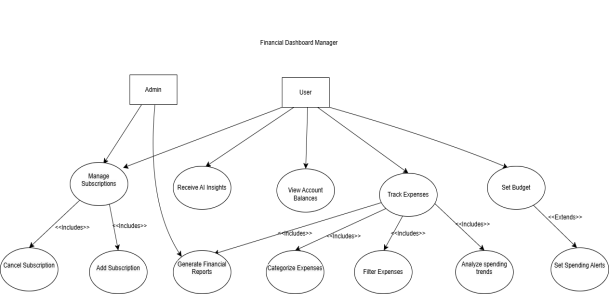 Financial Dashboard Manager
Admin
User
Manage
Subscriptions
Receive AI Insights
View Account
Balances
Track Expenses
Set Budget
<<Includes>>
<<Includes>>
<<Includes>>
<<Includes>>
<<Includes>>
<<Includes>>
<<Extends>>
Cancel Subscription
Add Subscription
Generate Financial
Reports
Categorize Expenses
Filter Expenses
Analyze spending
trends
Set Spending Alerts